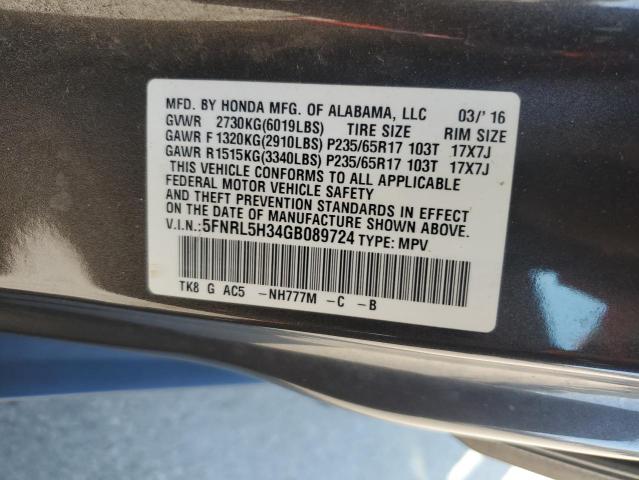 MFD. BY HONDA MFG. OF ALABAMA, LLC 03/' 16
GVWR 2730KG(6019LBS) TIRE SIZE RIM SIZE
GAWR F 1320KG(2910LBS) P235/65R17 103T 17X7J
GAWR R1515KG(3340LBS) P235/65R17 103T 17X7J
THIS VEHICLE CONFORMS TO ALL APPLICABLE
FEDERAL MOTOR VEHICLE SAFETY
AND THEFT PREVENTION STANDARDS IN EFFECT
ON THE DATE OF MANUFACTURE SHOWN ABOVE.
V.I.N.:5FNRL5H34GB089724 TYPE: MPV
TK8 G AC5 -NH777M -C -B